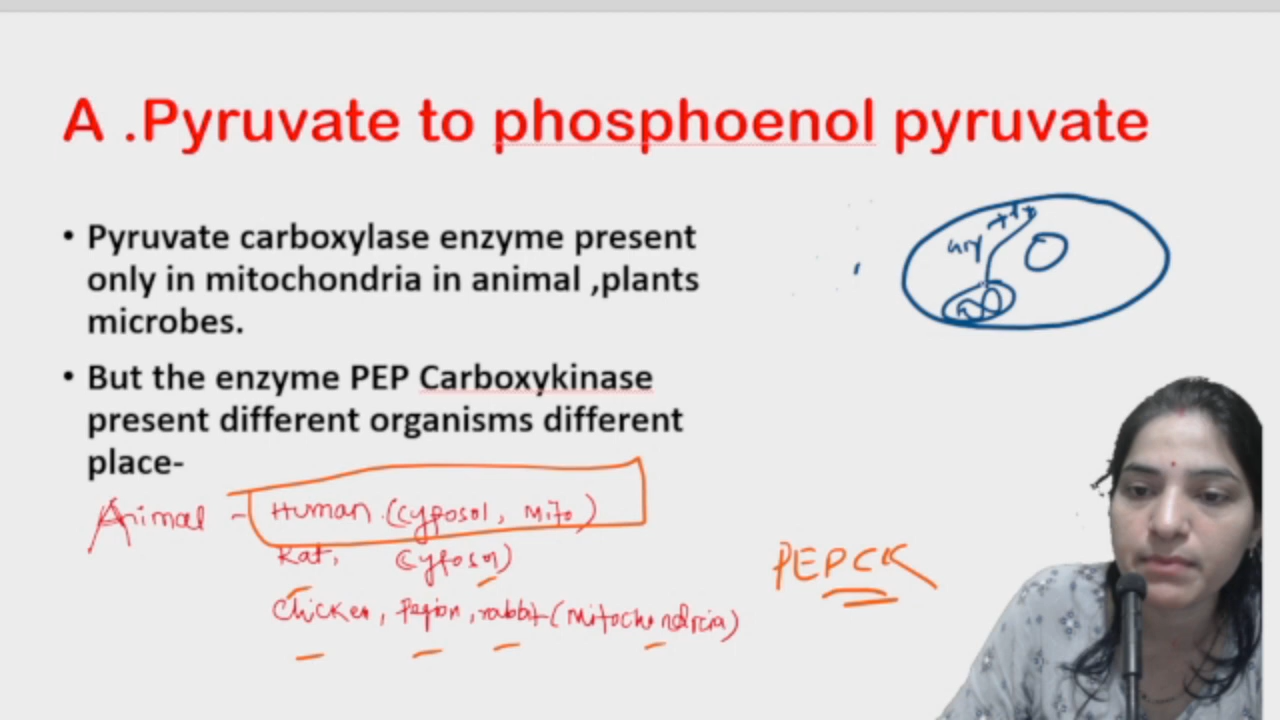 A .Pyruvate to phosphoenol pyruvate
• Pyruvate carboxylase enzyme present
only in mitochondria in animal ,plants
microbes.
• But the enzyme PEP Carboxykinase
present different organisms different
place-
Animal - Human (cytosol, Mito)
Rat, (cytosol)
Chicken, Pegion, rabbit (Mitochondria)
PEPCK